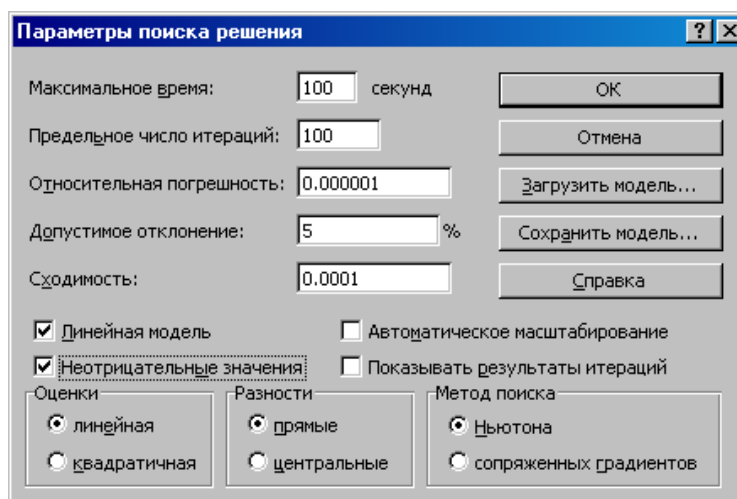 Параметры поиска решения
Максимальное время: 100 секунд ОК
Предельное число итераций: 100 Отмена
Относительная погрешность: 0.000001 Загрузить модель...
Допустимое отклонение: 5 % Сохранить модель...
Сходимость: 0.0001 Справка
Линейная модель Автоматическое масштабирование
Неотрицательные значения Показывать результаты итераций
Оценки Разности Метод поиска
линейная прямые Ньютона
квадратичная центральные сопряженных градиентов